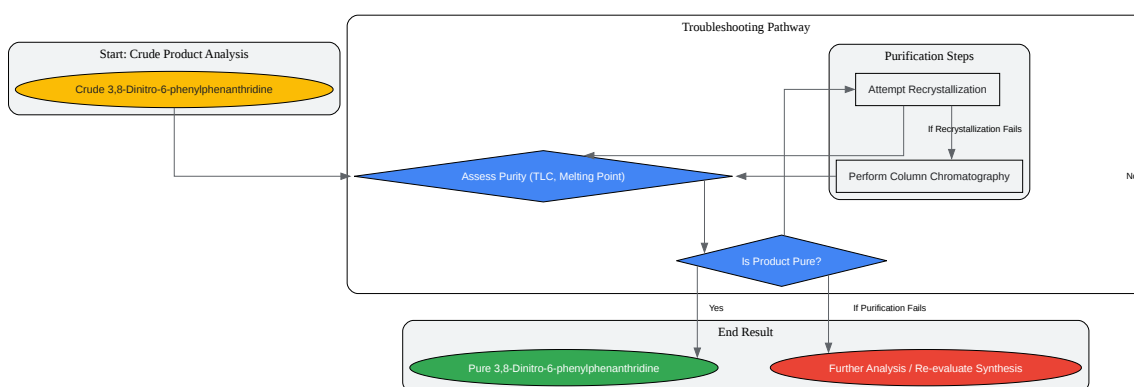 Troubleshooting Pathway
Start: Crude Product Analysis
Crude 3,8-Dinitro-6-phenylphenanthridine
Purification Steps
Attempt Recrystallization
If Recrystallization Fails
Assess Purity (TLC, Melting Point)
Perform Column Chromatography
Is Product Pure?
Yes
If Purification Fails
End Result
Pure 3,8-Dinitro-6-phenylphenanthridine
Further Analysis / Re-evaluate Synthesis